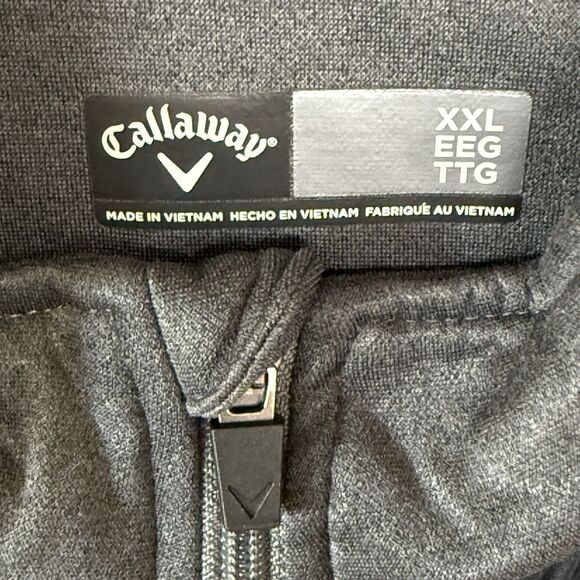 Callaway®
XXL
EEG
TTG
MADE IN VIETNAM HECHO EN VIETNAM FABRIQUÉ AU VIETNAM